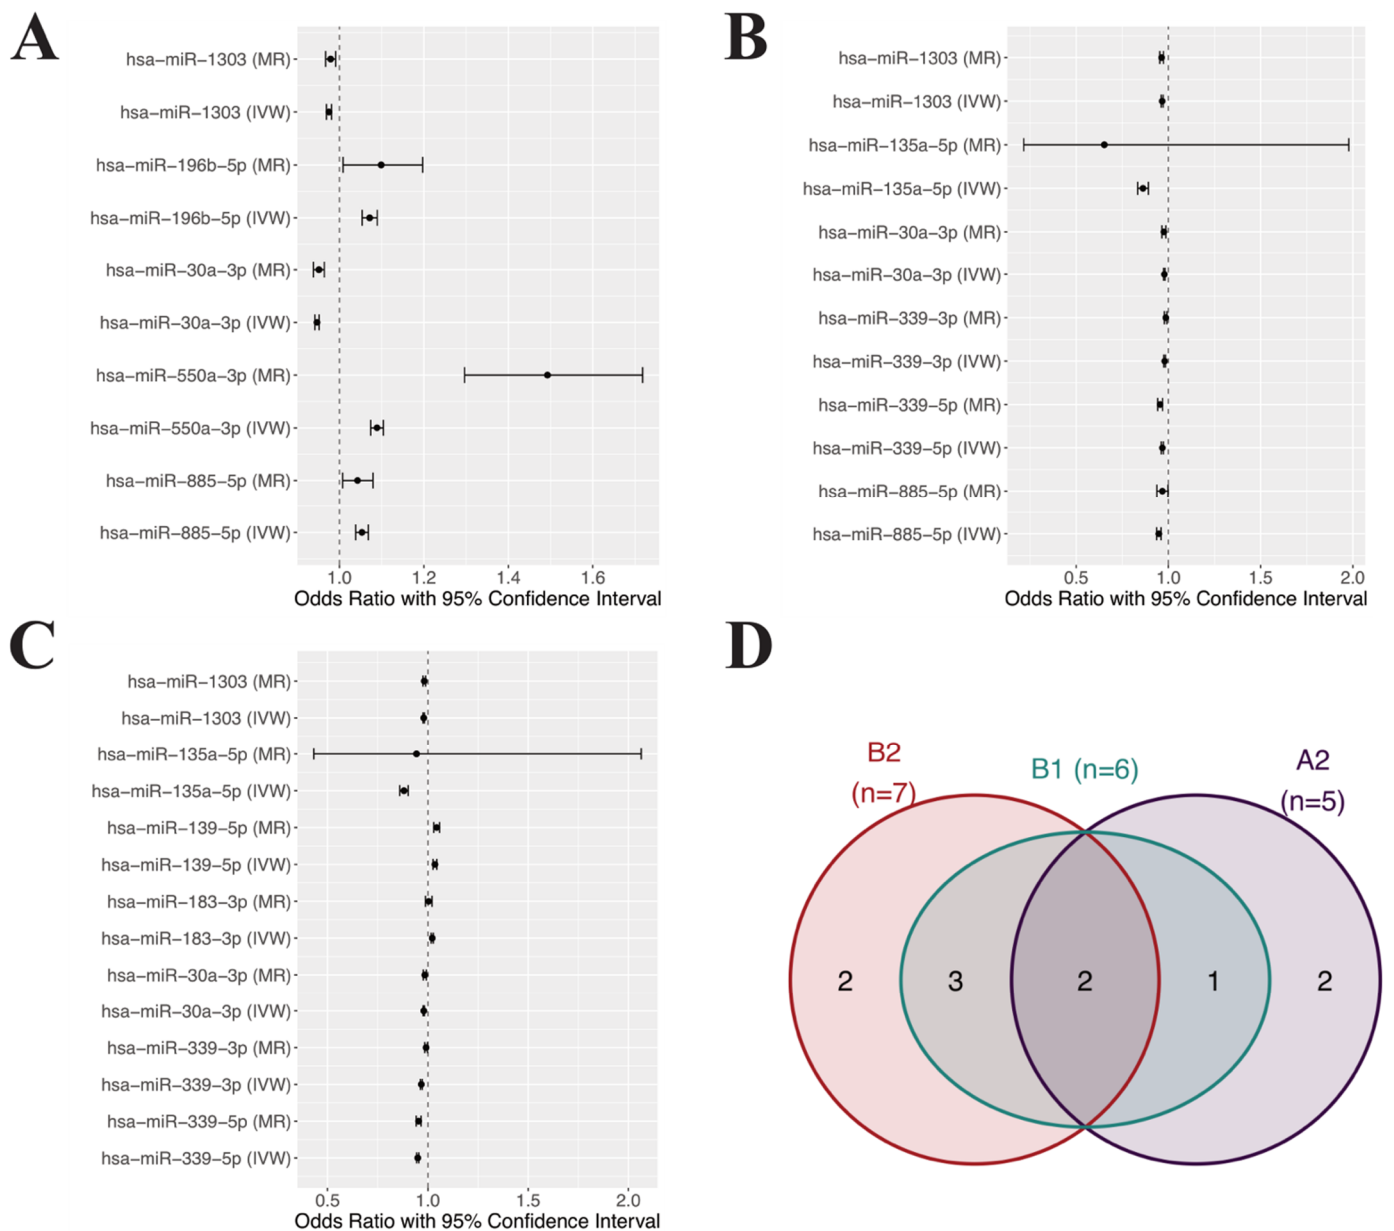 A
hsa-miR-1303 (MR)
hsa-miR-1303 (IVW)
hsa-miR-196b-5p (MR)
hsa-miR-196b-5p (IVW)
hsa-miR-30a-3p (MR)
hsa-miR-30a-3p (IVW)
hsa-miR-550a-3p (MR)
hsa-miR-550a-3p (IVW)
hsa-miR-885-5p (MR)
hsa-miR-885-5p (IVW)
1.0 1.2 1.4 1.6
Odds Ratio with 95% Confidence Interval
B
hsa-miR-1303 (MR)
hsa-miR-1303 (IVW)
hsa-miR-135a-5p (MR)
hsa-miR-135a-5p (IVW)
hsa-miR-30a-3p (MR)
hsa-miR-30a-3p (IVW)
hsa-miR-339-3p (MR)
hsa-miR-339-3p (IVW)
hsa-miR-339-5p (MR)
hsa-miR-339-5p (IVW)
hsa-miR-885-5p (MR)
hsa-miR-885-5p (IVW)
0.5 1.0 1.5 2.0
Odds Ratio with 95% Confidence Interval
C
hsa-miR-1303 (MR)
hsa-miR-1303 (IVW)
hsa-miR-135a-5p (MR)
hsa-miR-135a-5p (IVW)
hsa-miR-139-5p (MR)
hsa-miR-139-5p (IVW)
hsa-miR-183-3p (MR)
hsa-miR-183-3p (IVW)
hsa-miR-30a-3p (MR)
hsa-miR-30a-3p (IVW)
hsa-miR-339-3p (MR)
hsa-miR-339-3p (IVW)
hsa-miR-339-5p (MR)
hsa-miR-339-5p (IVW)
0.5 1.0 1.5 2.0
Odds Ratio with 95% Confidence Interval
D
B2
(n=7)
B1 (n=6)
A2
(n=5)
2 3 2 1 2